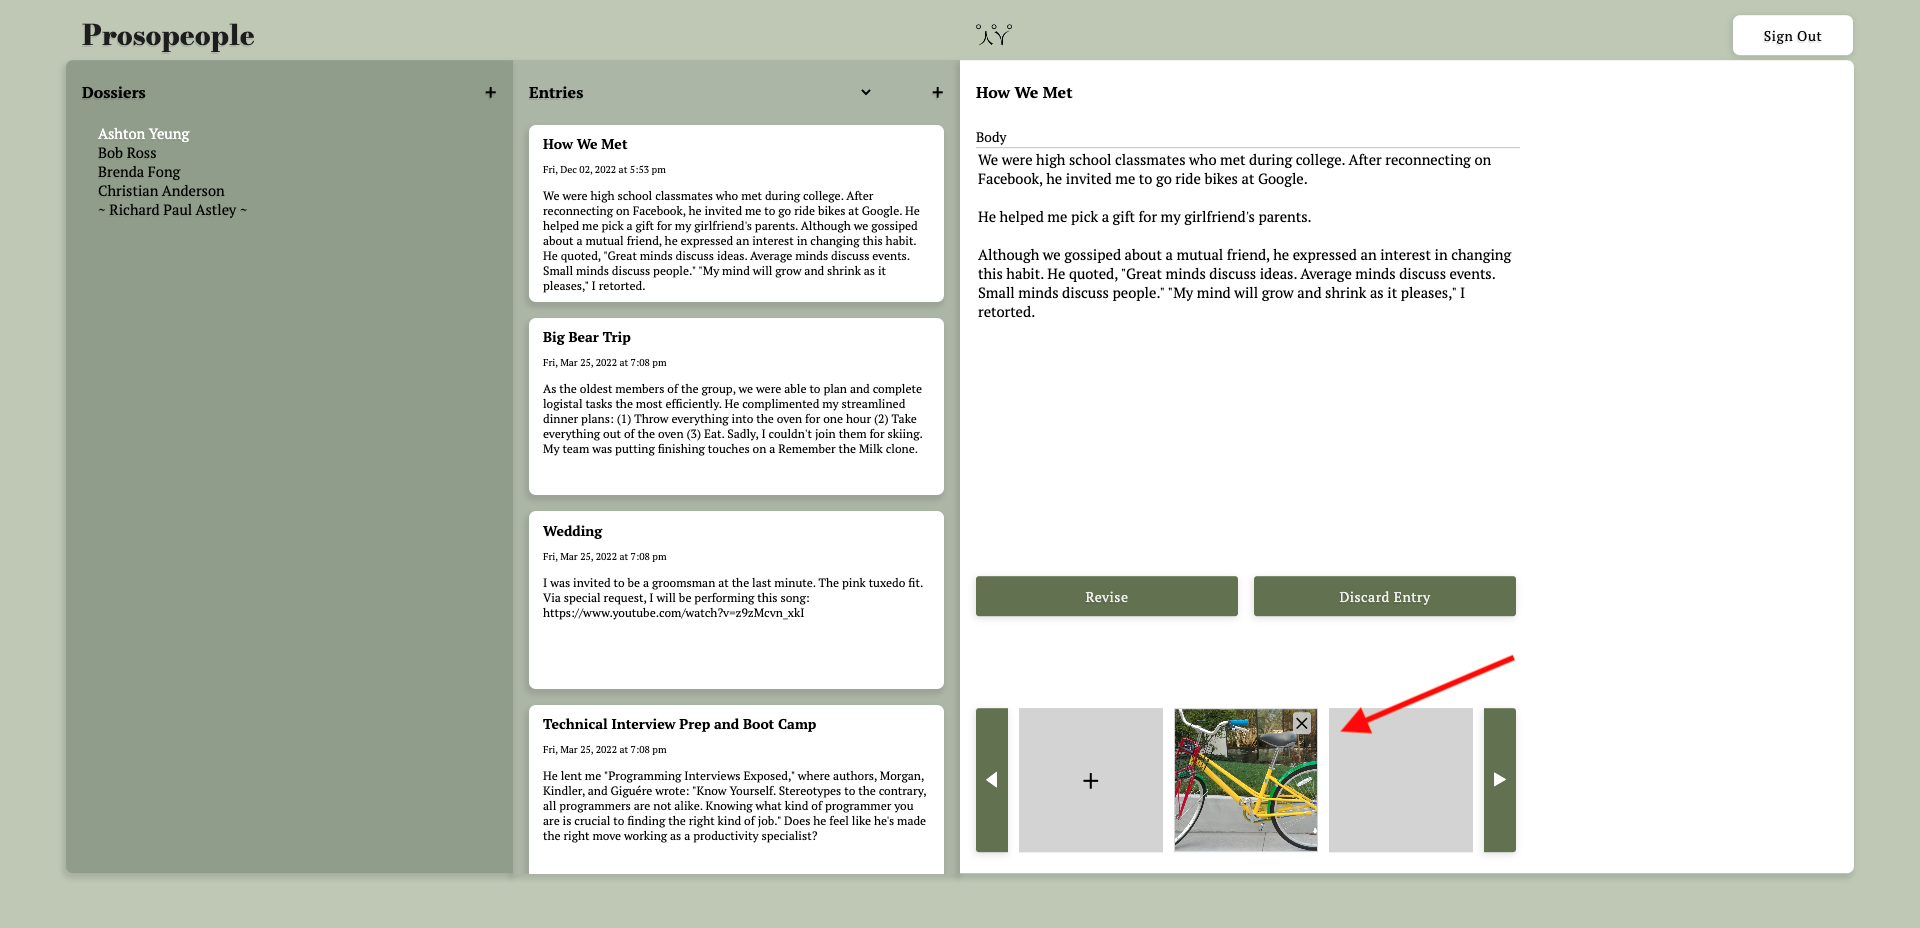 Prosopeople
Sign Out
Dossiers
+
Ashton Yeung
Bob Ross
Brenda Fong
Christian Anderson
~ Richard Paul Astley ~
Entries
+
How We Met
Fri, Dec 02, 2022 at 5:53 pm
We were high school classmates who met during college. After
reconnecting on Facebook, he invited me to go ride bikes at Google. He
helped me pick a gift for my girlfriend's parents. Although we gossiped
about a mutual friend, he expressed an interest in changing this habit.
He quoted, "Great minds discuss ideas. Average minds discuss events.
Small minds discuss people." "My mind will grow and shrink as it
pleases," I retorted.
Big Bear Trip
Fri, Mar 25, 2022 at 7:08 pm
As the oldest members of the group, we were able to plan and complete
logistal tasks the most efficiently. He complimented my streamlined
dinner plans: (1) Throw everything into the oven for one hour (2) Take
everything out of the oven (3) Eat. Sadly, I couldn't join them for skiing.
My team was putting finishing touches on a Remember the Milk clone.
Wedding
Fri, Mar 25, 2022 at 7:08 pm
I was invited to be a groomsman at the last minute. The pink tuxedo fit.
Via special request, I will be performing this song:
https://www.youtube.com/watch?v=z9zMcvn_xkI
Technical Interview Prep and Boot Camp
Fri, Mar 25, 2022 at 7:08 pm
He lent me "Programming Interviews Exposed," where authors, Morgan,
Kindler, and Giguére wrote: "Know Yourself. Stereotypes to the contrary,
all programmers are not alike. Knowing what kind of programmer you
are is crucial to finding the right kind of job." Does he feel like he's made
the right move working as a productivity specialist?
How We Met
Body
We were high school classmates who met during college. After reconnecting on
Facebook, he invited me to go ride bikes at Google.
He helped me pick a gift for my girlfriend's parents.
Although we gossiped about a mutual friend, he expressed an interest in changing
this habit. He quoted, "Great minds discuss ideas. Average minds discuss events.
Small minds discuss people." "My mind will grow and shrink as it pleases," I
retorted.
Revise
Discard Entry
+